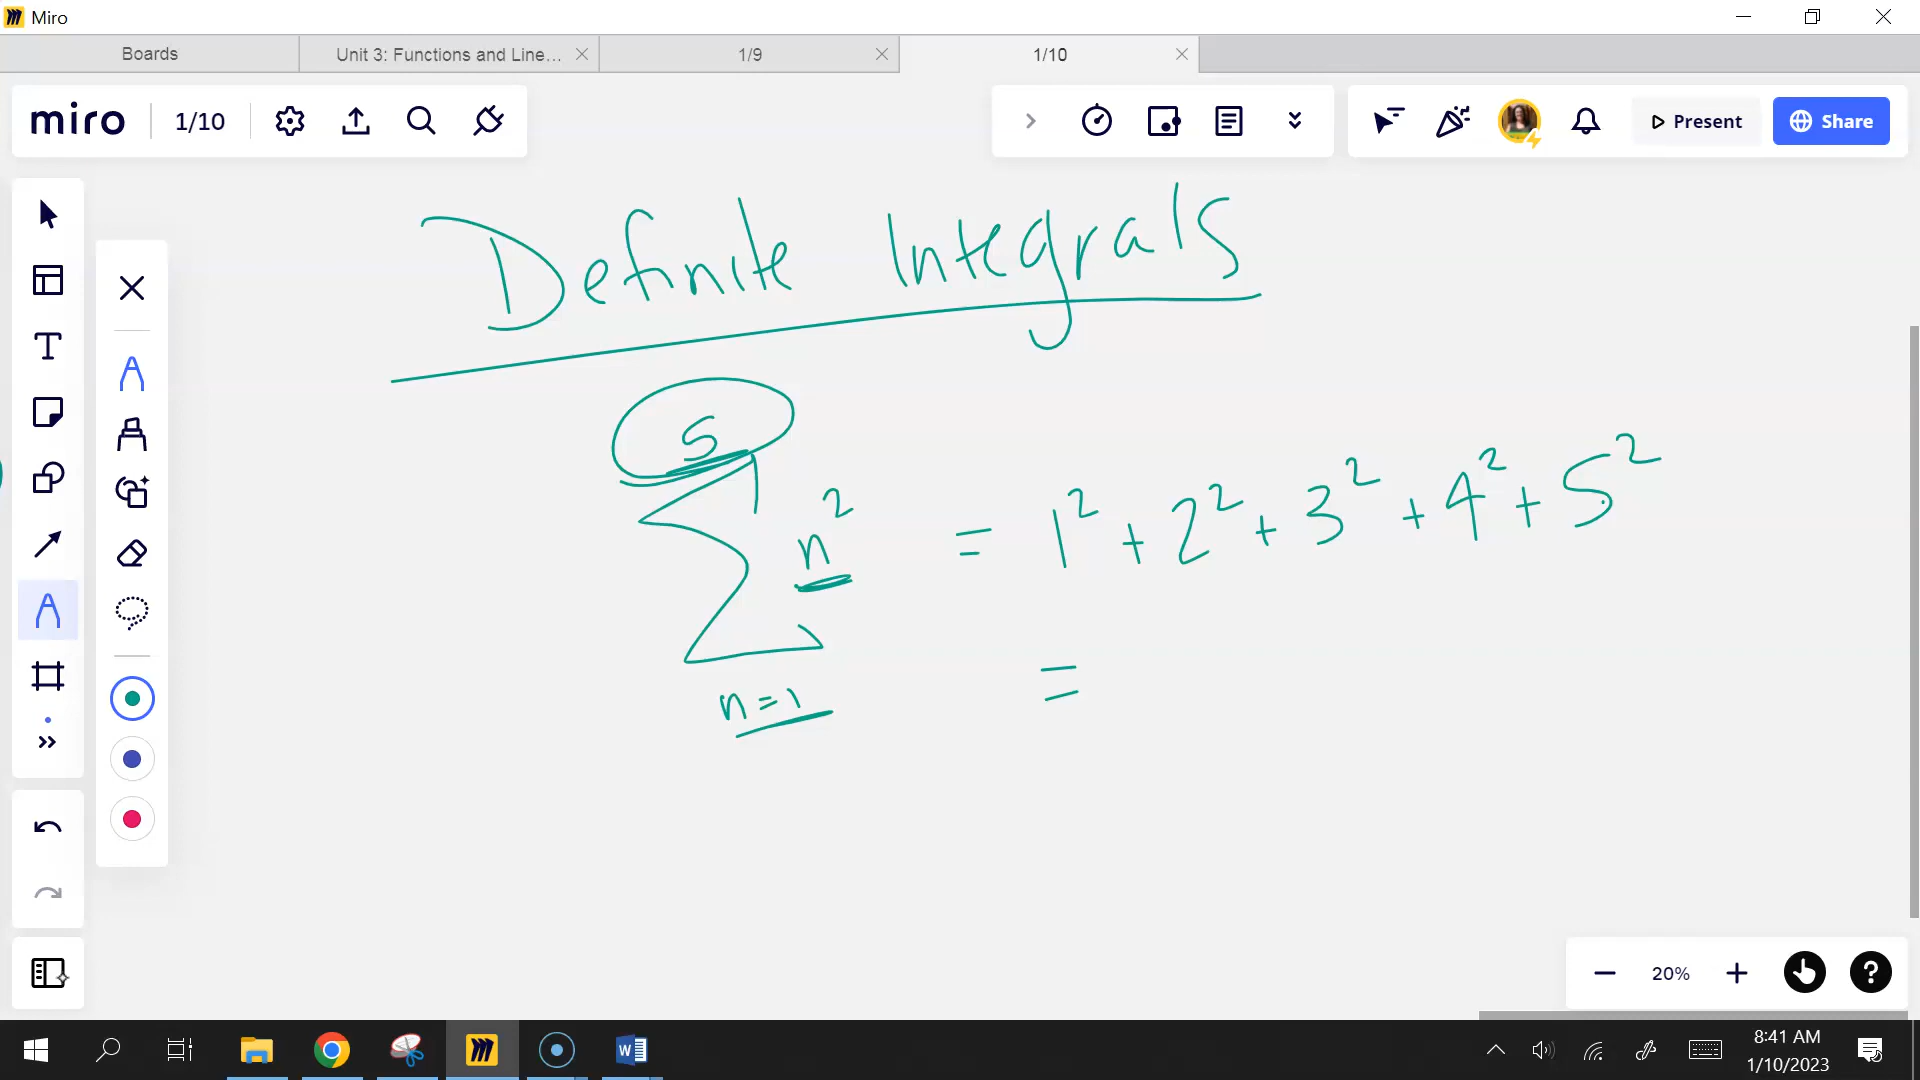 Miro
Boards
Unit 3: Functions and Line...
1/9
1/10
miro
1/10
Present
Share
Definite Integrals
5
∑ n² = 1² + 2² + 3² + 4² + 5²
n=1
=
20%
8:41 AM
1/10/2023